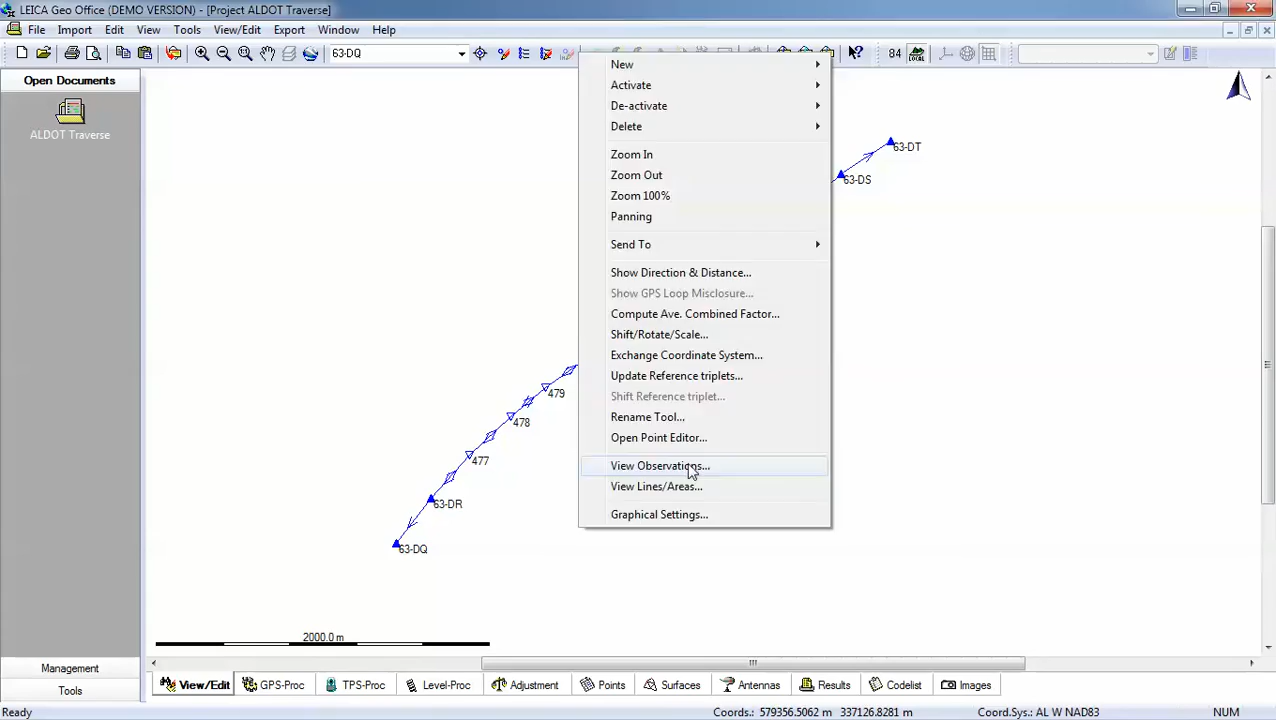 LEICA Geo Office (DEMO VERSION) - [Project ALDOT Traverse]
File Import Edit View Tools View/Edit Export Window Help
63-DQ 84 LOCAL
Open Documents
ALDOT Traverse
New
Activate
De-activate
Delete
Zoom In
Zoom Out
Zoom 100%
Panning
Send To
Show Direction & Distance...
Show GPS Loop Misclosure...
Compute Ave. Combined Factor...
Shift/Rotate/Scale...
Exchange Coordinate System...
Update Reference triplets...
Shift Reference triplet...
Rename Tool...
Open Point Editor...
View Observations...
View Lines/Areas...
Graphical Settings...
63-DT
63-DS
479
478
477
63-DR
63-DQ
2000.0 m
Management
Tools
View/Edit GPS-Proc TPS-Proc Level-Proc Adjustment Points Surfaces Antennas Results Codelist Images
Ready Coords.: 579356.5062 m 337126.8281 m Coord.Sys.: AL W NAD83 NUM